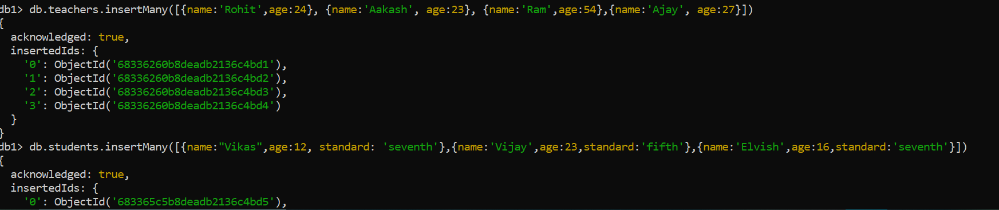 db1> db.teachers.insertMany([{name:'Rohit',age:24}, {name:'Aakash', age:23}, {name:'Ram',age:54},{name:'Ajay', age:27}])
{
  acknowledged: true,
  insertedIds: {
    '0': ObjectId('68336260b8deadb2136c4bd1'),
    '1': ObjectId('68336260b8deadb2136c4bd2'),
    '2': ObjectId('68336260b8deadb2136c4bd3'),
    '3': ObjectId('68336260b8deadb2136c4bd4')
  }
}
db1> db.students.insertMany([{name:"Vikas",age:12, standard: 'seventh'},{name:'Vijay',age:23,standard:'fifth'},{name:'Elvish',age:16,standard:'seventh'}])
{
  acknowledged: true,
  insertedIds: {
    '0': ObjectId('683365c5b8deadb2136c4bd5'),